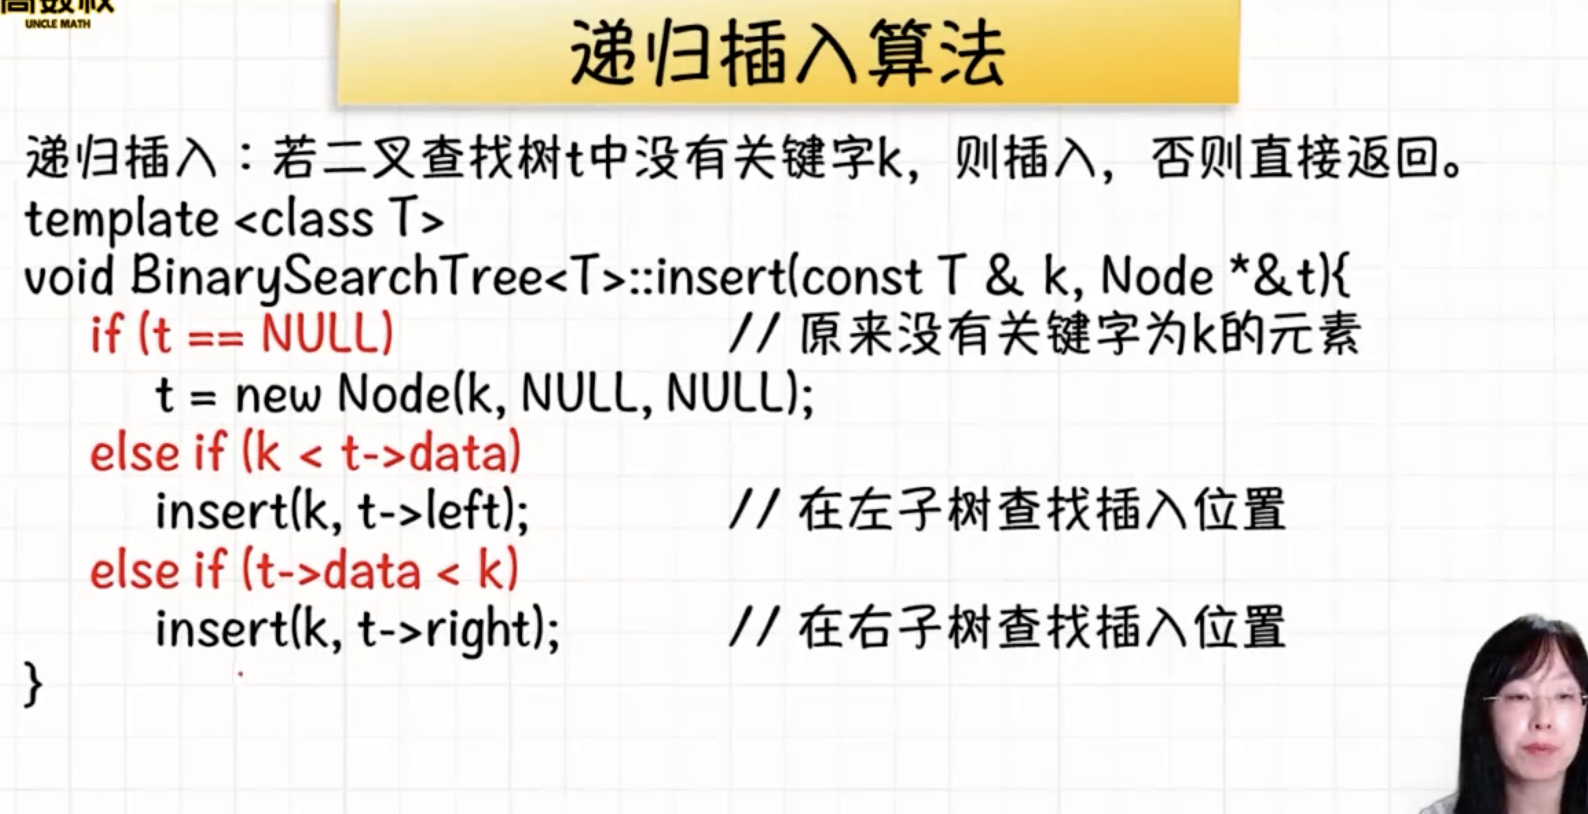 UNCLE MATH
递归插入算法
递归插入：若二叉查找树t中没有关键字k，则插入，否则直接返回。
template <class T>
void BinarySearchTree<T>::insert(const T & k, Node *&t){
if (t == NULL) // 原来没有关键字为k的元素
t = new Node(k, NULL, NULL);
else if (k < t->data)
insert(k, t->left); // 在左子树查找插入位置
else if (t->data < k)
insert(k, t->right); // 在右子树查找插入位置
}